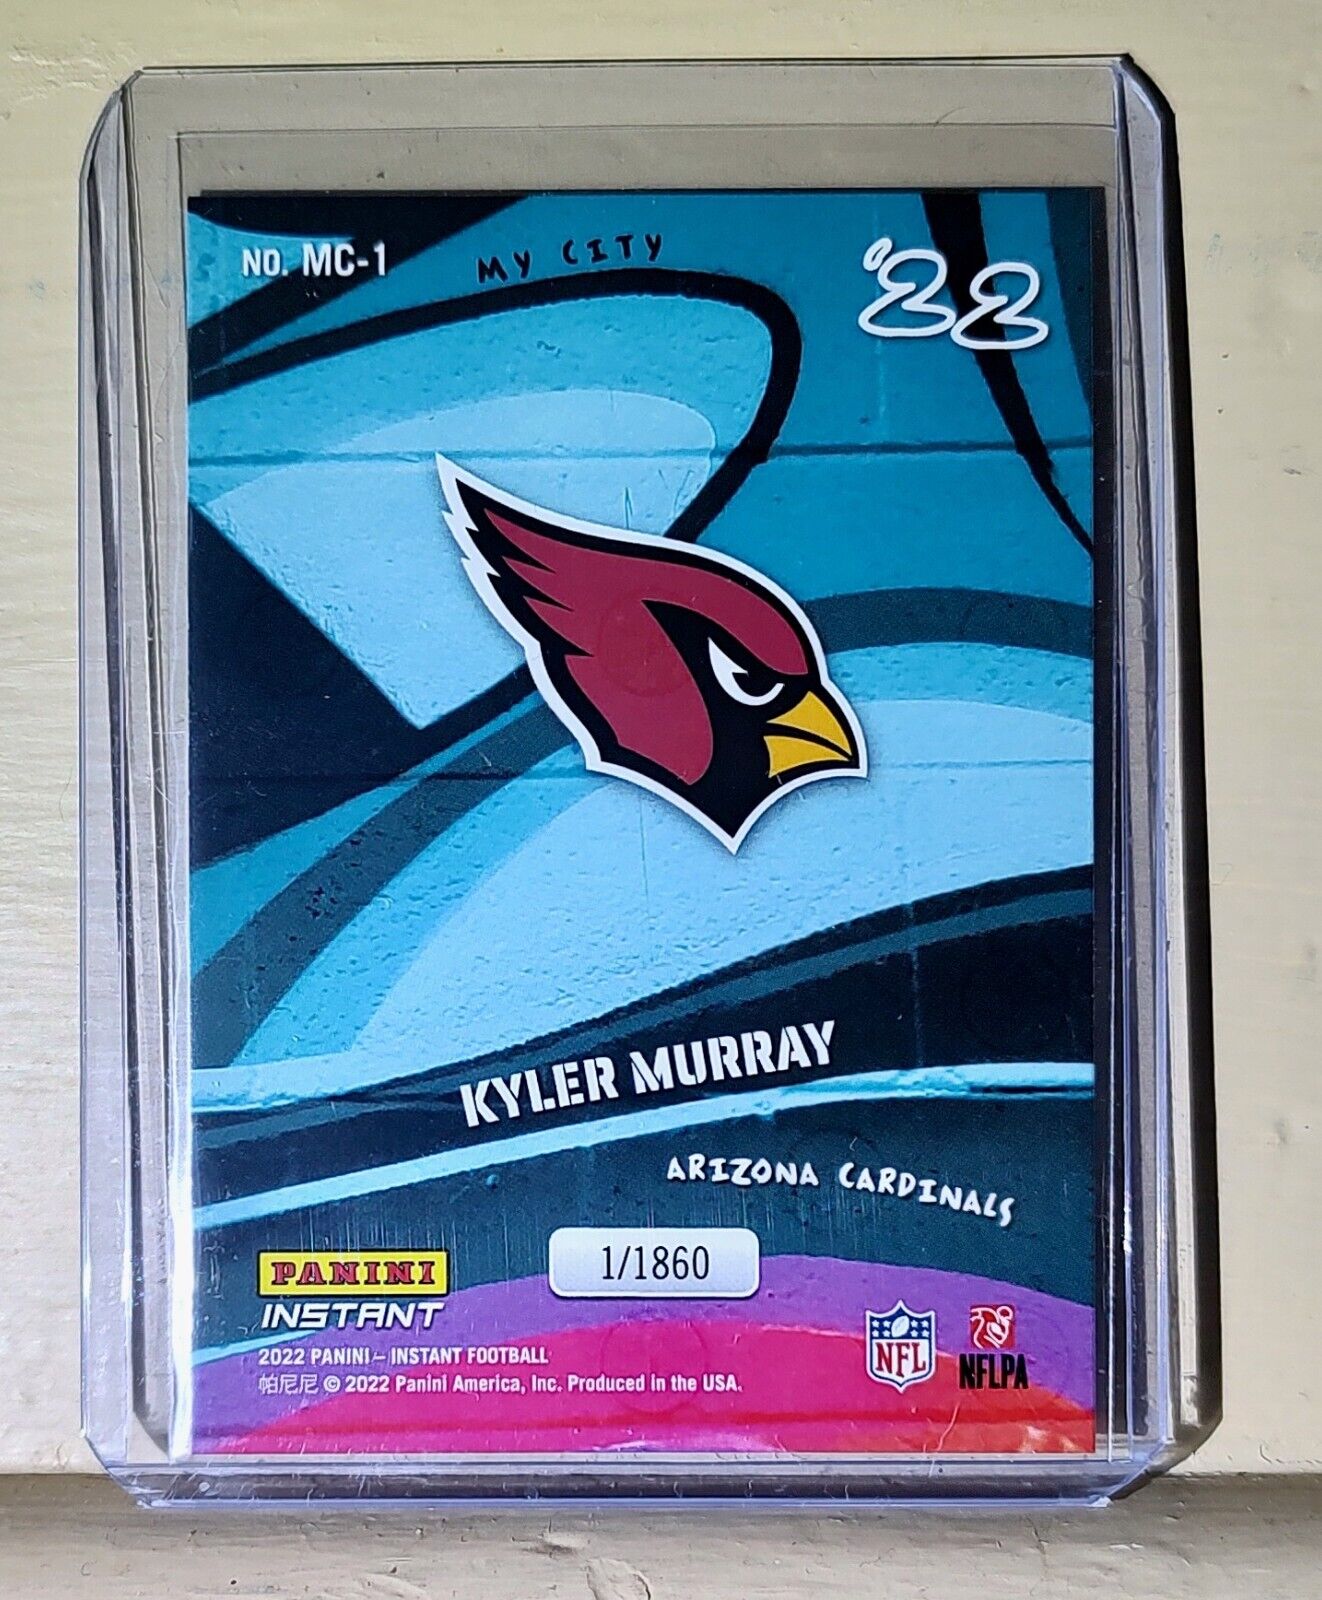 NO. MC-1
MY CITY
'22
KYLER MURRAY
ARIZONA CARDINALS
1/1860
PANINI
INSTANT
2022 PANINI – INSTANT FOOTBALL
帕尼尼 © 2022 Panini America, Inc. Produced in the USA.
NFL
NFLPA